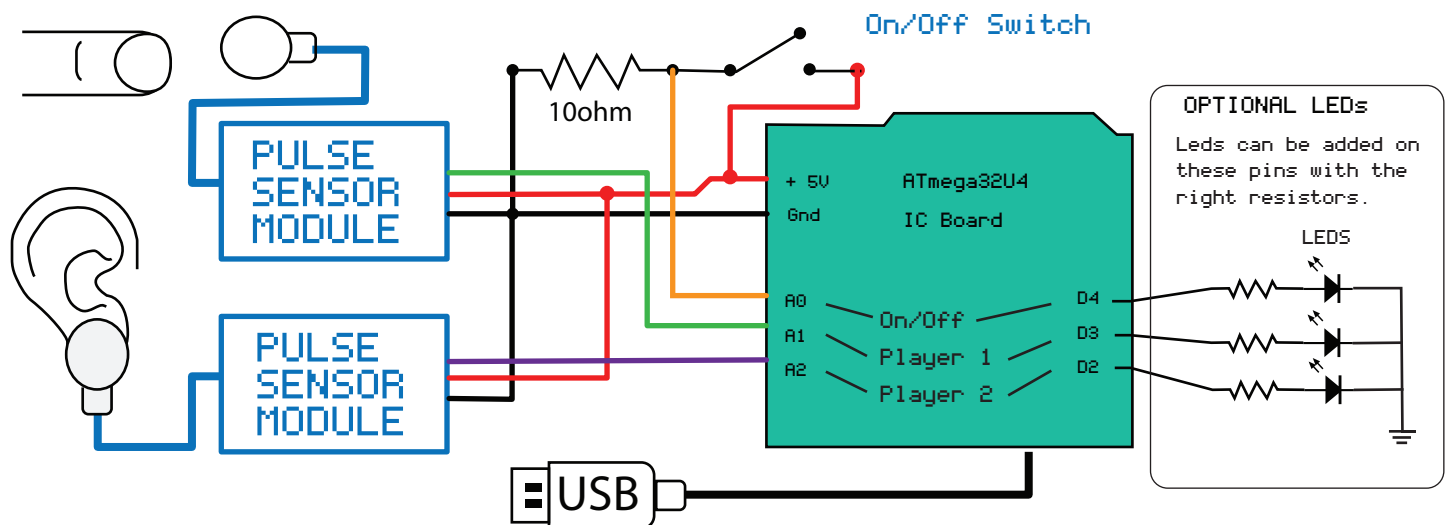 On/Off Switch
10ohm
PULSE
SENSOR
MODULE
PULSE
SENSOR
MODULE
+ 5V
Gnd
ATmega32U4
IC Board
A0
On/Off
D4
A1
Player 1
D3
A2
Player 2
D2
USB
OPTIONAL LEDs
Leds can be added on
these pins with the
right resistors.
LEDS